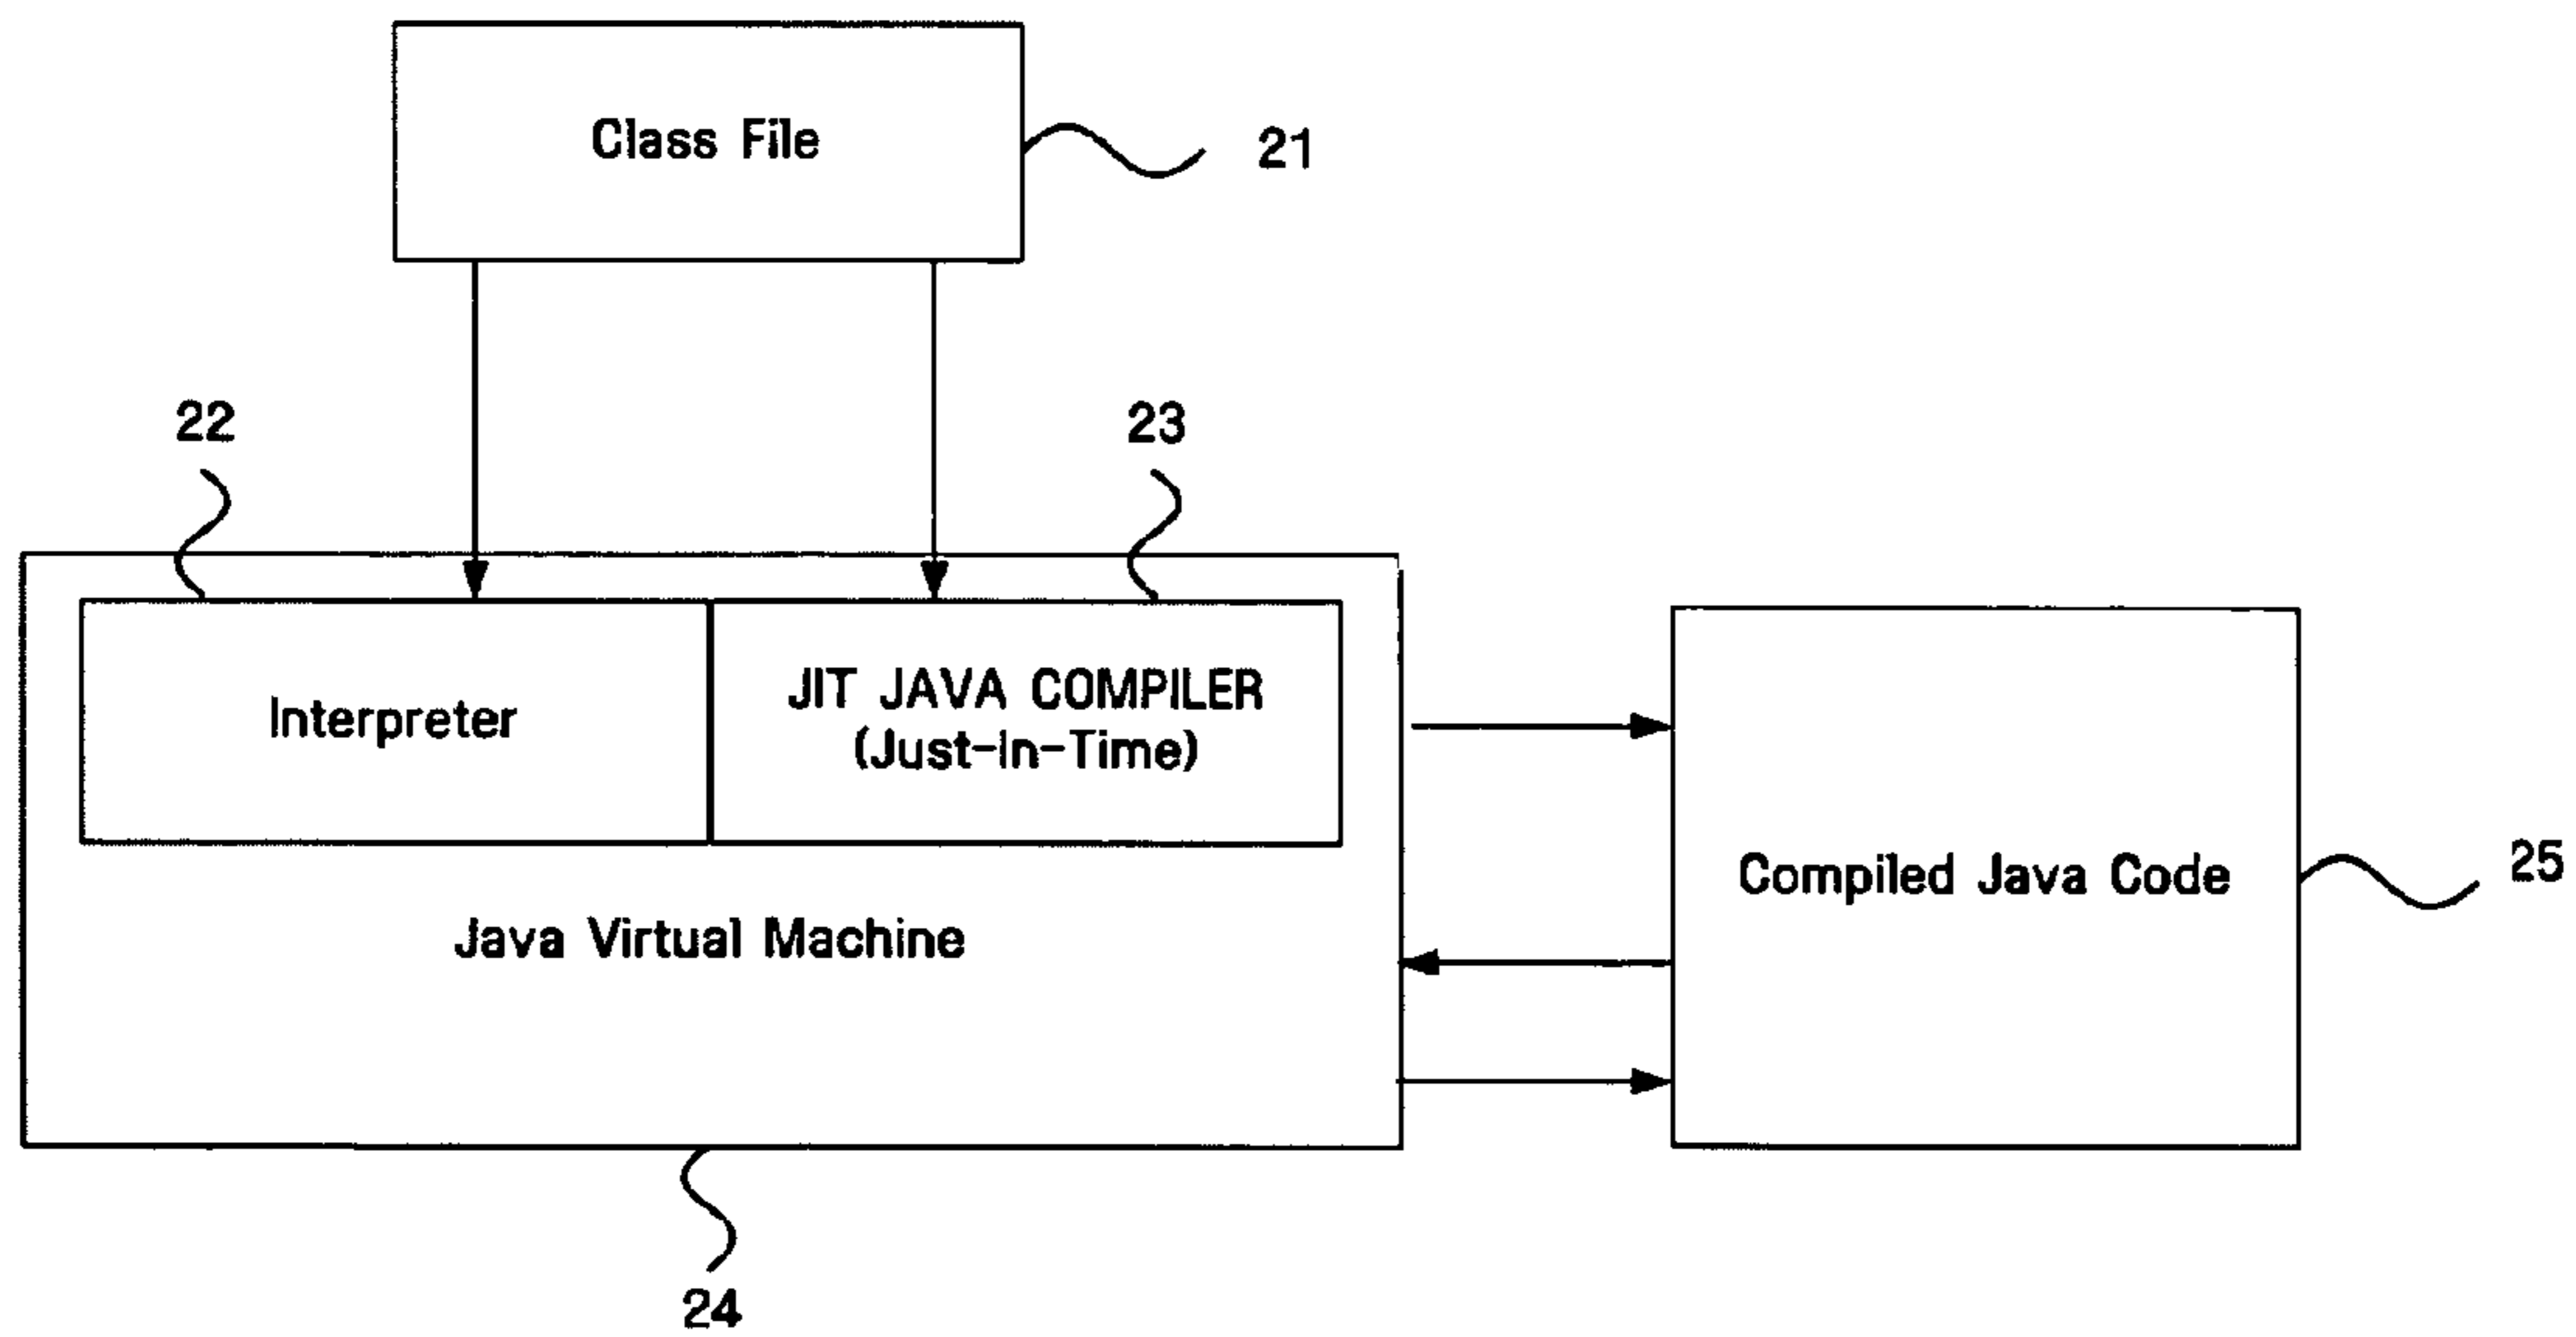 Class File
21
22
23
Interpreter
JIT JAVA COMPILER
(Just-In-Time)
Java Virtual Machine
Compiled Java Code
25
24